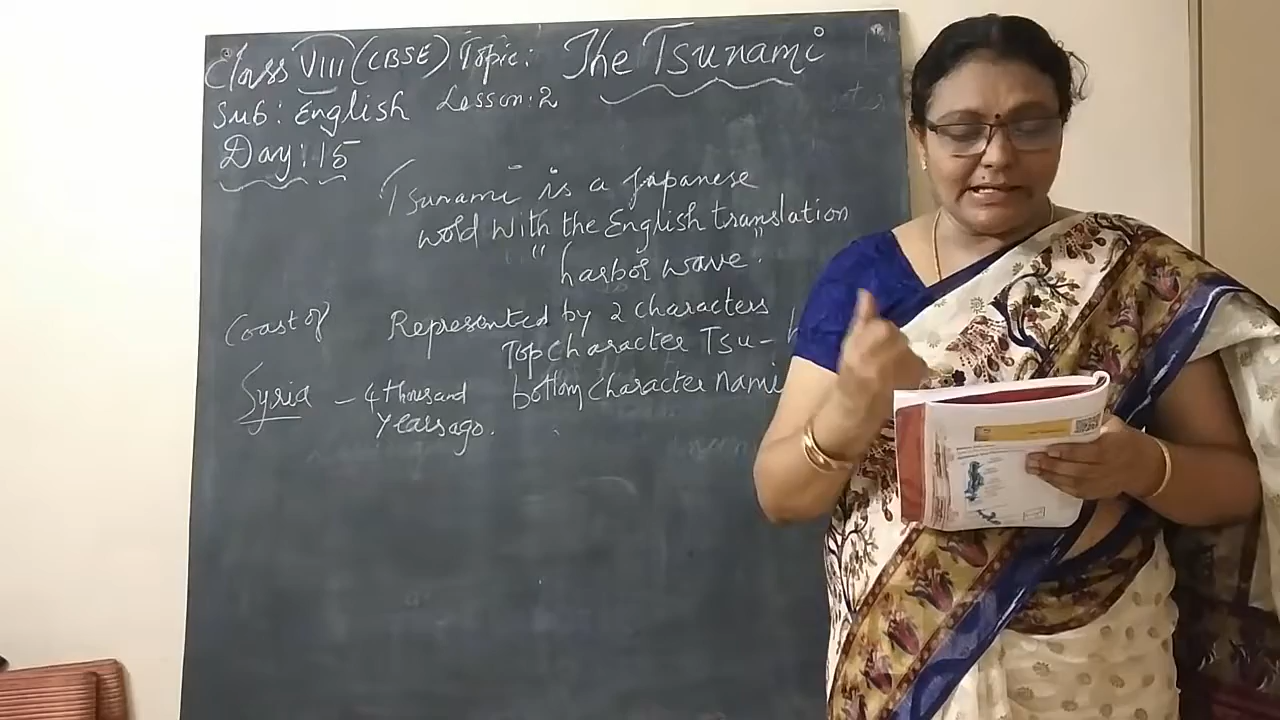 Class VIII (CBSE) Topic: The Tsunami
Sub: English Lesson: 2
Day: 15
Tsunami is a Japanese
wold With the English translation
"harbor wave".
Coast of
Represented by 2 characters
Top Character Tsu - h
Syria - 4 thousand
years ago.
bottom Character nami